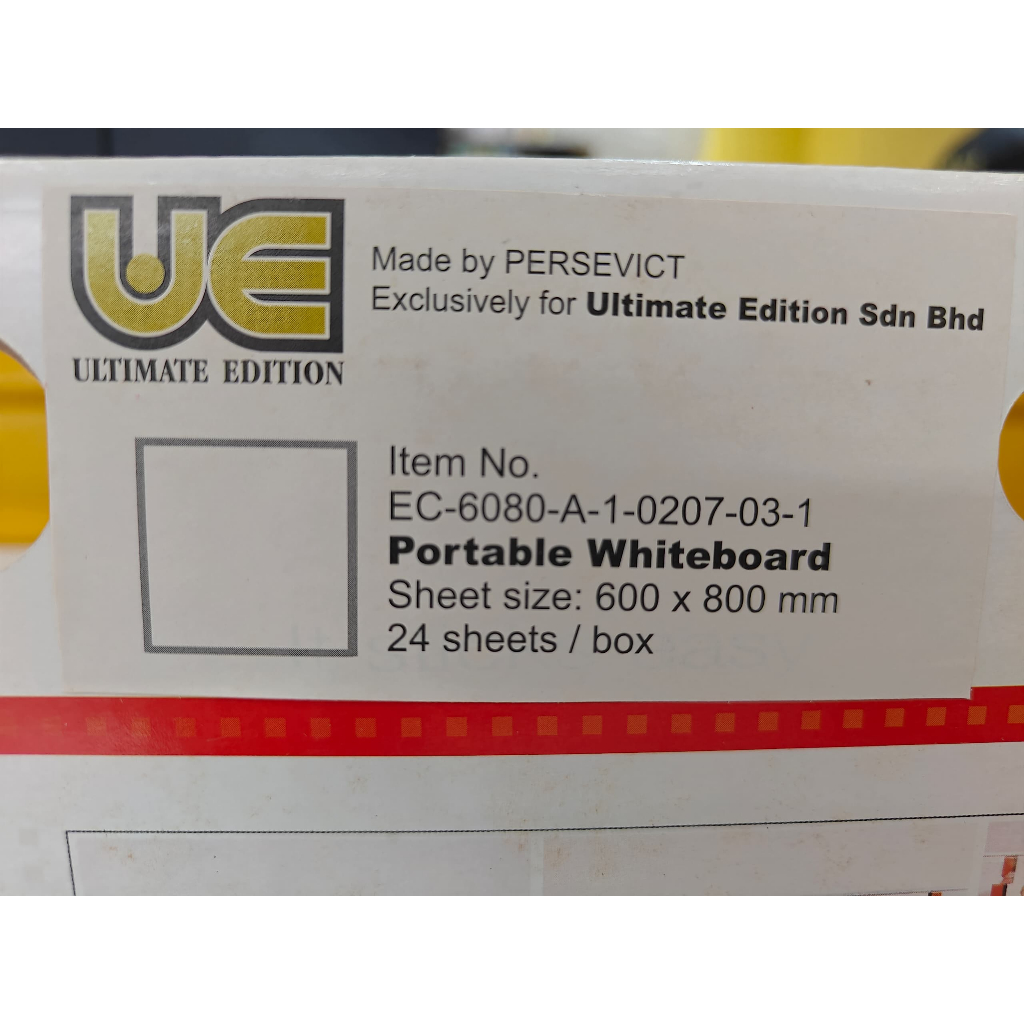 UE
ULTIMATE EDITION
Made by PERSEVICT
Exclusively for Ultimate Edition Sdn Bhd
Item No.
EC-6080-A-1-0207-03-1
Portable Whiteboard
Sheet size: 600 x 800 mm
24 sheets / box